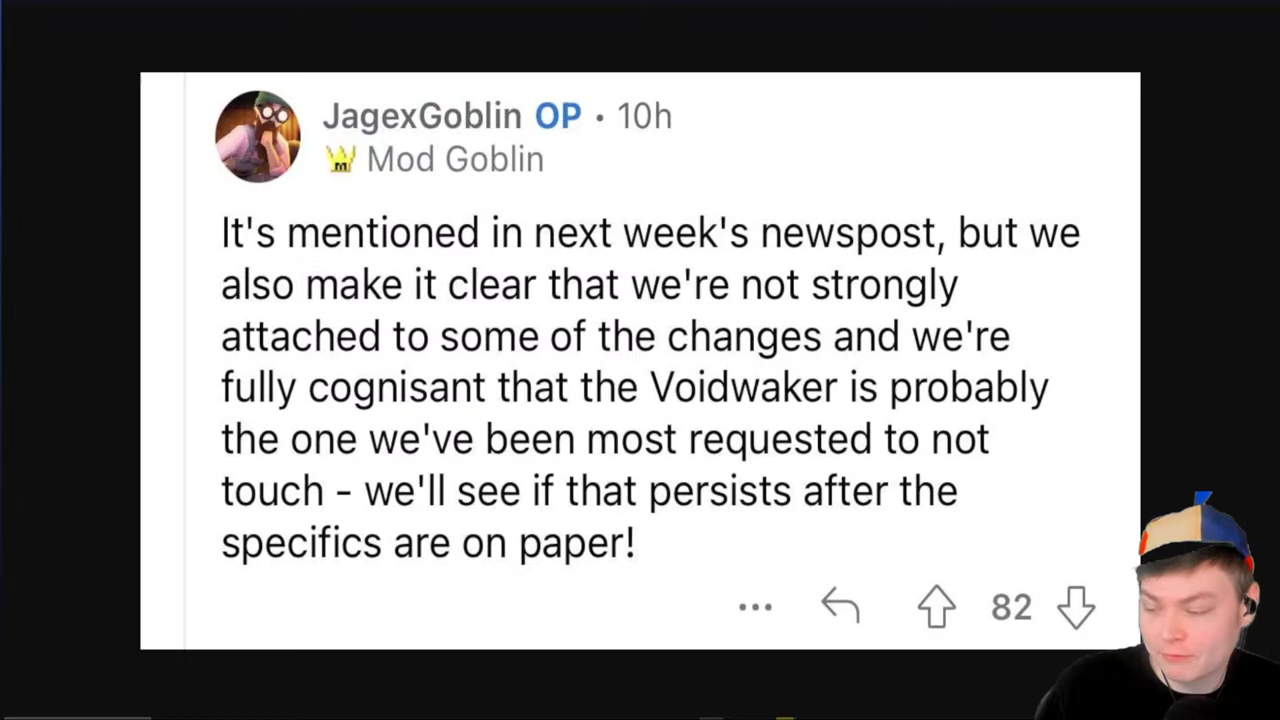 JagexGoblin OP · 10h
Mod Goblin
It's mentioned in next week's newspost, but we
also make it clear that we're not strongly
attached to some of the changes and we're
fully cognisant that the Voidwaker is probably
the one we've been most requested to not
touch - we'll see if that persists after the
specifics are on paper!
... 82